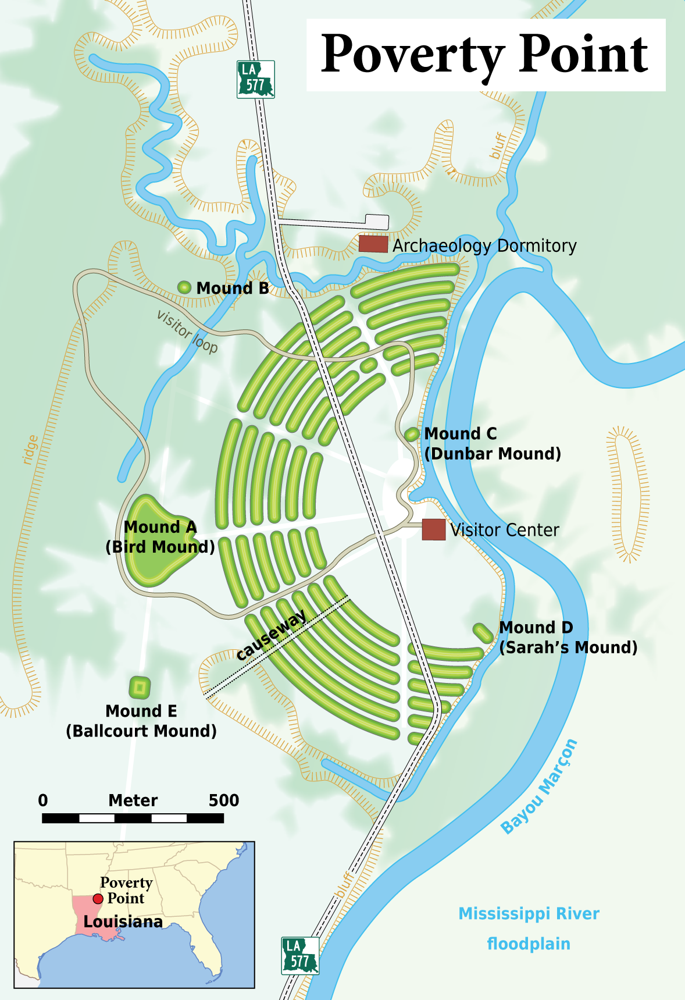 Poverty Point
LA
577
bluff
Archaeology Dormitory
Mound B
visitor loop
ridge
Mound C
(Dunbar Mound)
Mound A
(Bird Mound)
Visitor Center
causeway
Mound D
(Sarah’s Mound)
Mound E
(Ballcourt Mound)
Bayou Marçon
0 Meter 500
Poverty
Point
Louisiana
bluff
Mississippi River
floodplain
LA
577